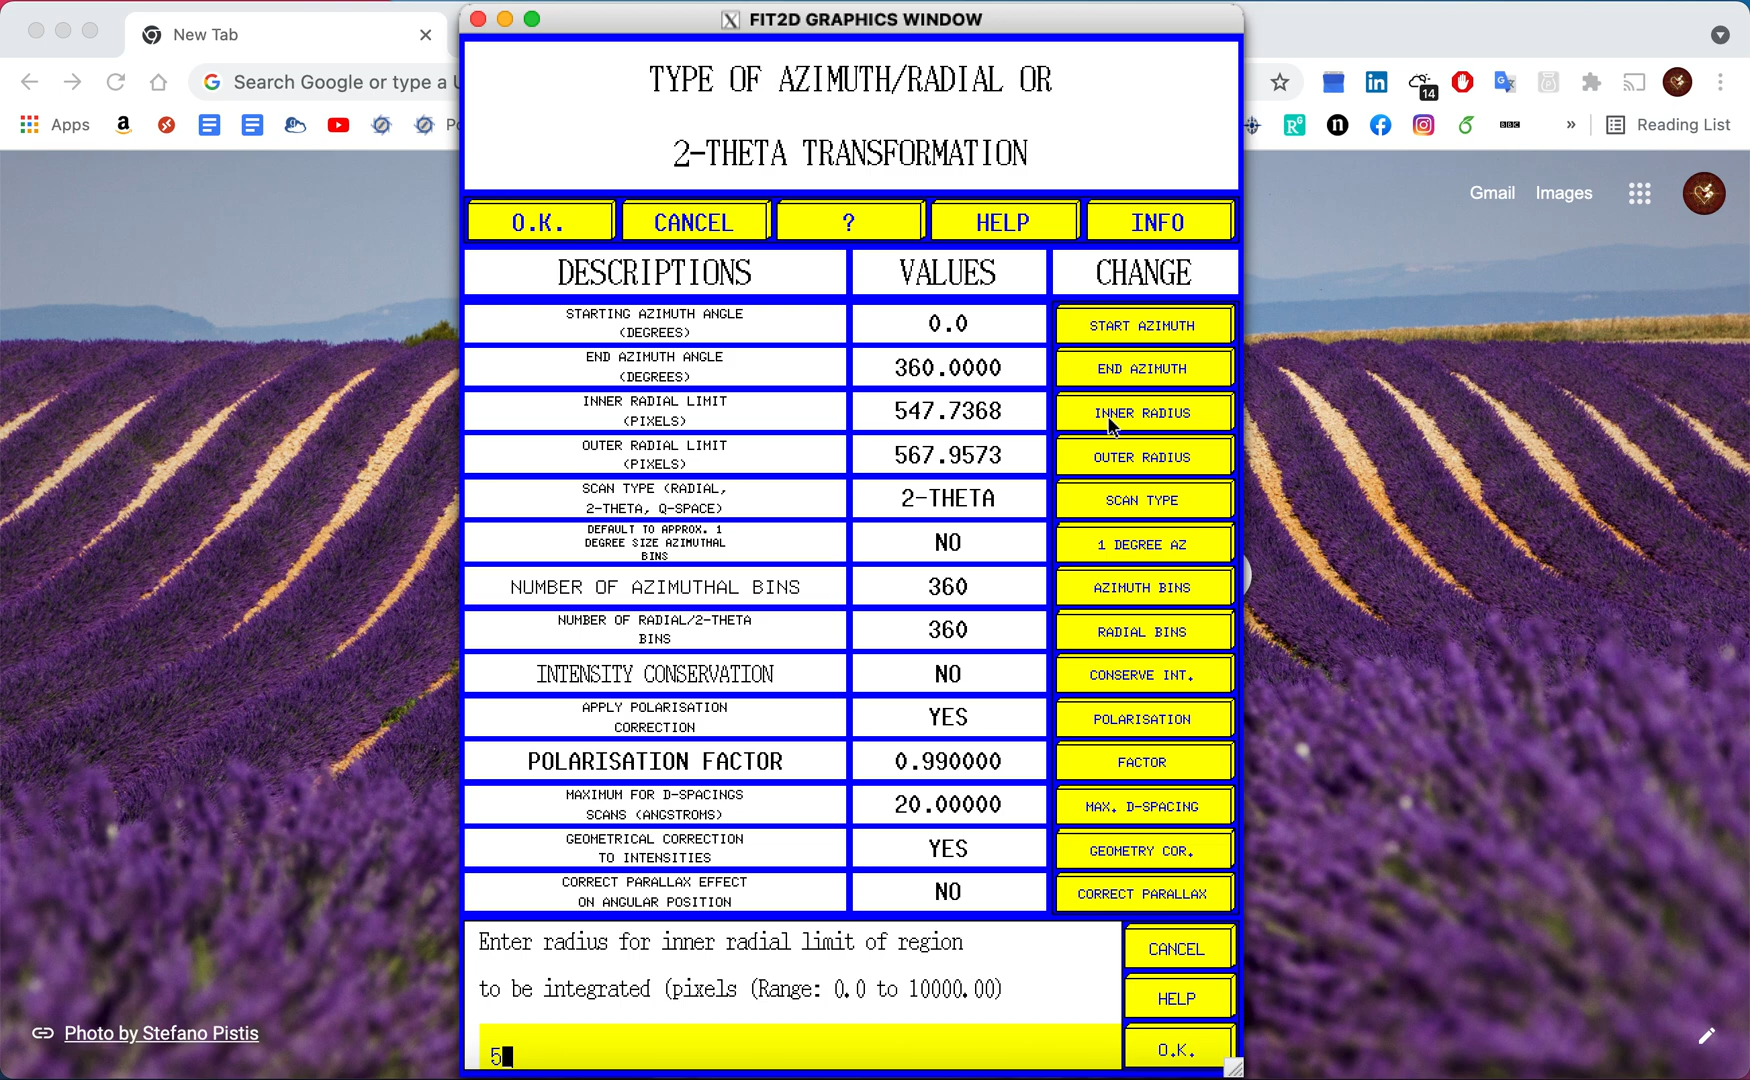 New Tab
FIT2D GRAPHICS WINDOW
Search Google or type a U
14
Apps
BBC
Reading List
Gmail Images
TYPE OF AZIMUTH/RADIAL OR
2-THETA TRANSFORMATION
O.K. CANCEL ? HELP INFO
DESCRIPTIONS VALUES CHANGE
STARTING AZIMUTH ANGLE
(DEGREES)
0.0
START AZIMUTH
END AZIMUTH ANGLE
(DEGREES)
360.0000
END AZIMUTH
INNER RADIAL LIMIT
(PIXELS)
547.7368
INNER RADIUS
OUTER RADIAL LIMIT
(PIXELS)
567.9573
OUTER RADIUS
SCAN TYPE (RADIAL,
2-THETA, Q-SPACE)
2-THETA
SCAN TYPE
DEFAULT TO APPROX. 1
DEGREE SIZE AZIMUTHAL
BINS
NO
1 DEGREE AZ
NUMBER OF AZIMUTHAL BINS
360
AZIMUTH BINS
NUMBER OF RADIAL/2-THETA
BINS
360
RADIAL BINS
INTENSITY CONSERVATION
NO
CONSERVE INT.
APPLY POLARISATION
CORRECTION
YES
POLARISATION
POLARISATION FACTOR
0.990000
FACTOR
MAXIMUM FOR D-SPACINGS
SCANS (ANGSTROMS)
20.00000
MAX. D-SPACING
GEOMETRICAL CORRECTION
TO INTENSITIES
YES
GEOMETRY COR.
CORRECT PARALLAX EFFECT
ON ANGULAR POSITION
NO
CORRECT PARALLAX
Enter radius for inner radial limit of region
to be integrated (pixels (Range: 0.0 to 10000.00)
5
CANCEL
HELP
O.K.
Photo by Stefano Pistis